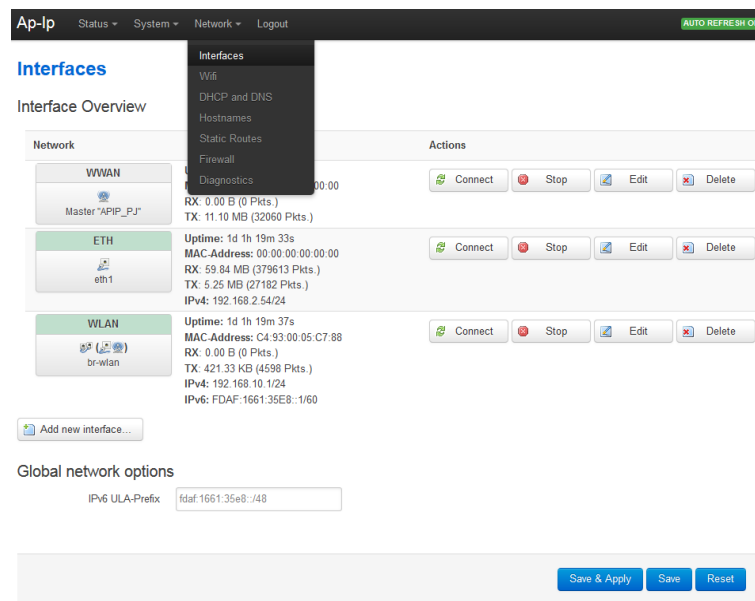 Ap-Ip Status System Network Logout AUTO REFRESH
Interfaces
Wifi
DHCP and DNS
Hostnames
Static Routes
Firewall
Diagnostics
Interfaces
Interface Overview
Network Actions
WWAN
Master "APIP_PJ"
00:00
RX: 0.00 B (0 Pkts.)
TX: 11.10 MB (32060 Pkts.)
Connect Stop Edit Delete
ETH
eth1
Uptime: 1d 1h 19m 33s
MAC-Address: 00:00:00:00:00:00
RX: 59.84 MB (379613 Pkts.)
TX: 5.25 MB (27182 Pkts.)
IPv4: 192.168.2.54/24
Connect Stop Edit Delete
WLAN
br-wlan
Uptime: 1d 1h 19m 37s
MAC-Address: C4:93:00:05:C7:88
RX: 0.00 B (0 Pkts.)
TX: 421.33 KB (4598 Pkts.)
IPv4: 192.168.10.1/24
IPv6: FDAF:1661:35E8::1/60
Connect Stop Edit Delete
Add new interface...
Global network options
IPv6 ULA-Prefix fdaf:1661:35e8::/48
Save & Apply Save Reset